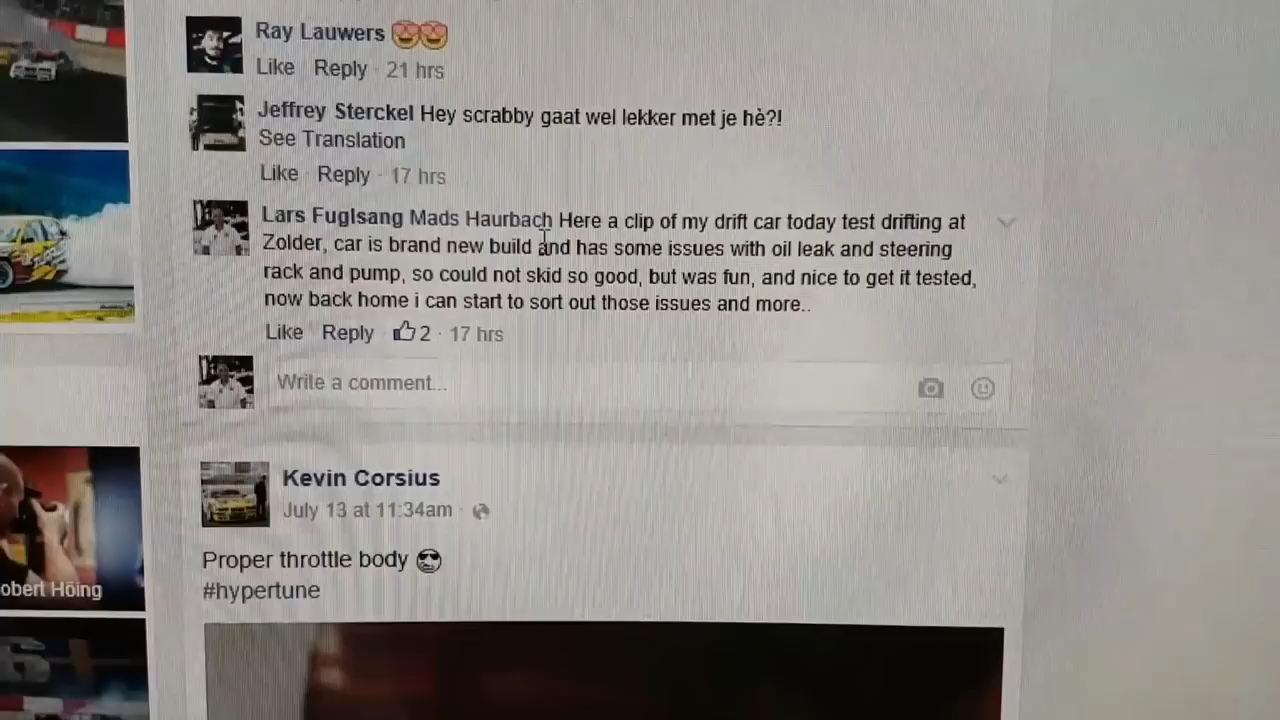 Ray Lauwers 😍😍
Like Reply · 21 hrs
Jeffrey Sterckel Hey scrabby gaat wel lekker met je hè?!
See Translation
Like Reply · 17 hrs
Lars Fuglsang Mads Haurbach Here a clip of my drift car today test drifting at
Zolder, car is brand new build and has some issues with oil leak and steering
rack and pump, so could not skid so good, but was fun, and nice to get it tested,
now back home i can start to sort out those issues and more..
Like Reply 2 · 17 hrs
Write a comment...
Kevin Corsius
July 13 at 11:34am ·
Proper throttle body 😎
#hypertune
obert Höing